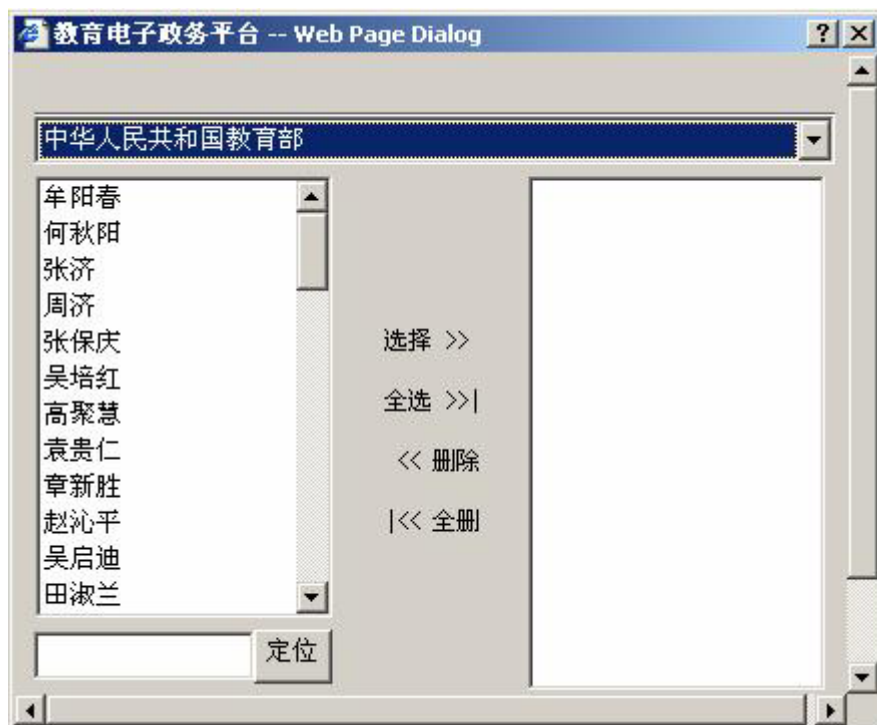 教育电子政务平台 -- Web Page Dialog
中华人民共和国教育部
牟阳春
何秋阳
张济
周济
张保庆
吴培红
高聚慧
袁贵仁
章新胜
赵沁平
吴启迪
田淑兰
选择 >>
全选 >>|
<< 删除
|<< 全删
定位